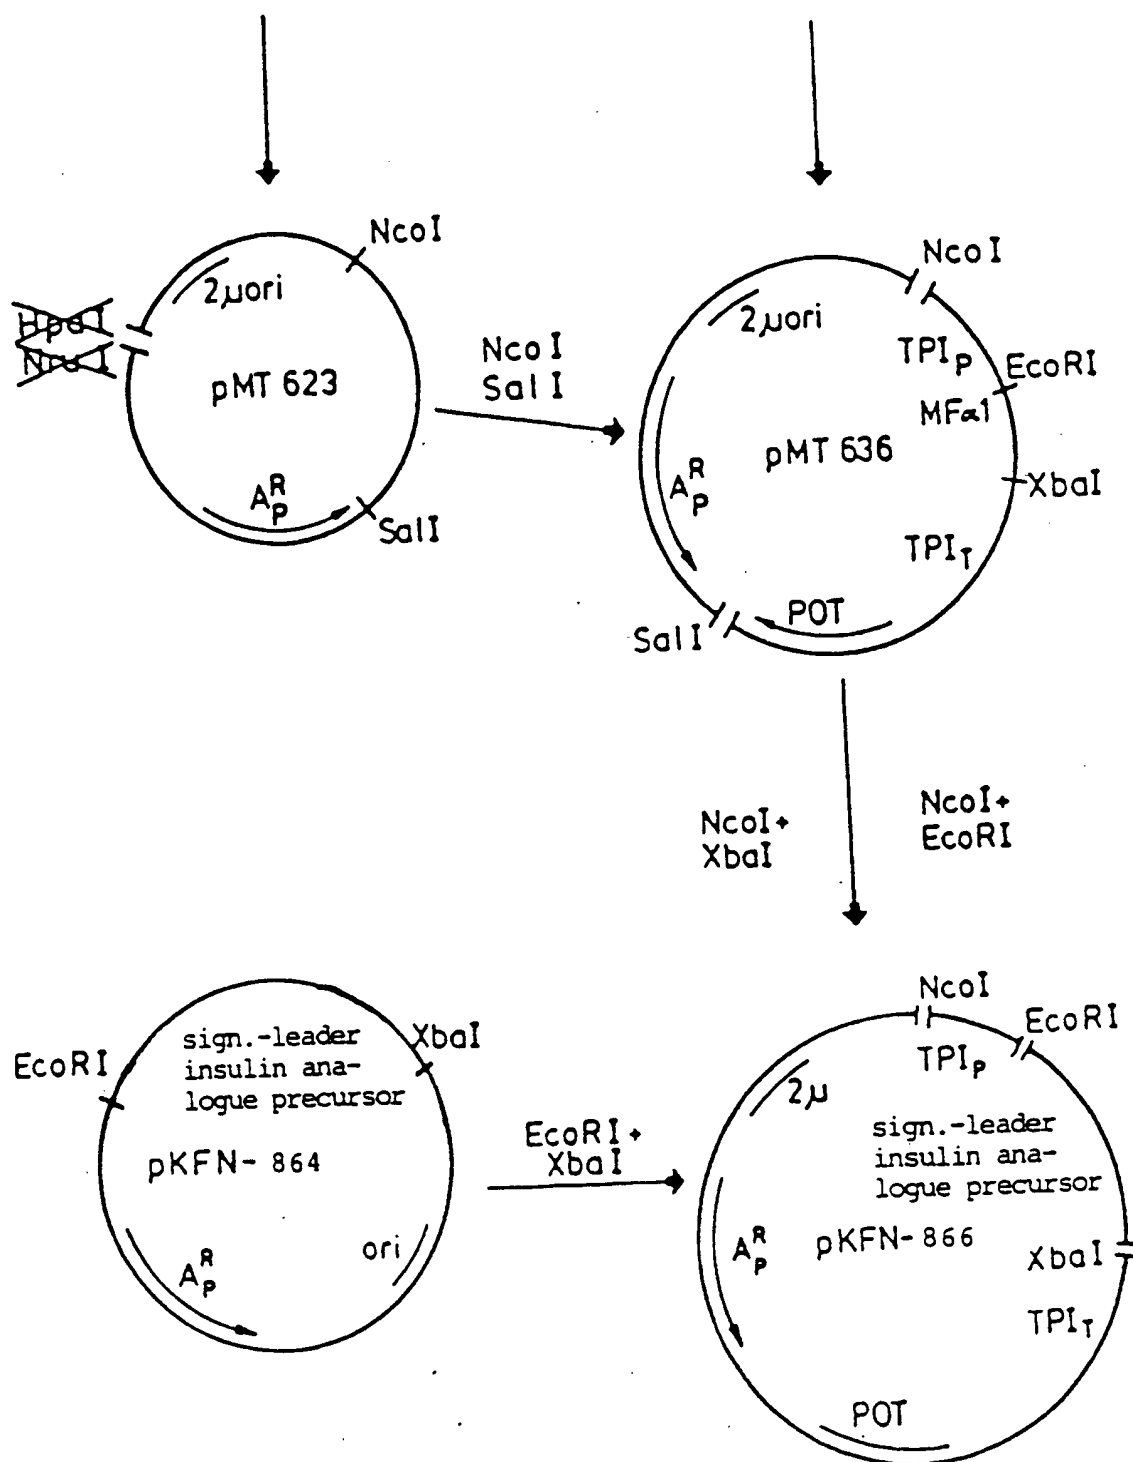 NcoI
2µori
HpaI
NruI
pMT 623
A
R
P
SalI
NcoI
SalI
NcoI
2µori
TPI
P
EcoRI
MFα1
pMT 636
XbaI
A
R
P
TPI
T
POT
SalI
NcoI+
XbaI
NcoI+
EcoRI
sign.-leader
insulin ana-
logue precursor
EcoRI
XbaI
pKFN- 864
ori
A
R
P
EcoRI+
XbaI
NcoI
EcoRI
TPI
P
2µ
sign.-leader
insulin ana-
logue precursor
A
R
P
pKFN- 866
XbaI
TPI
T
POT